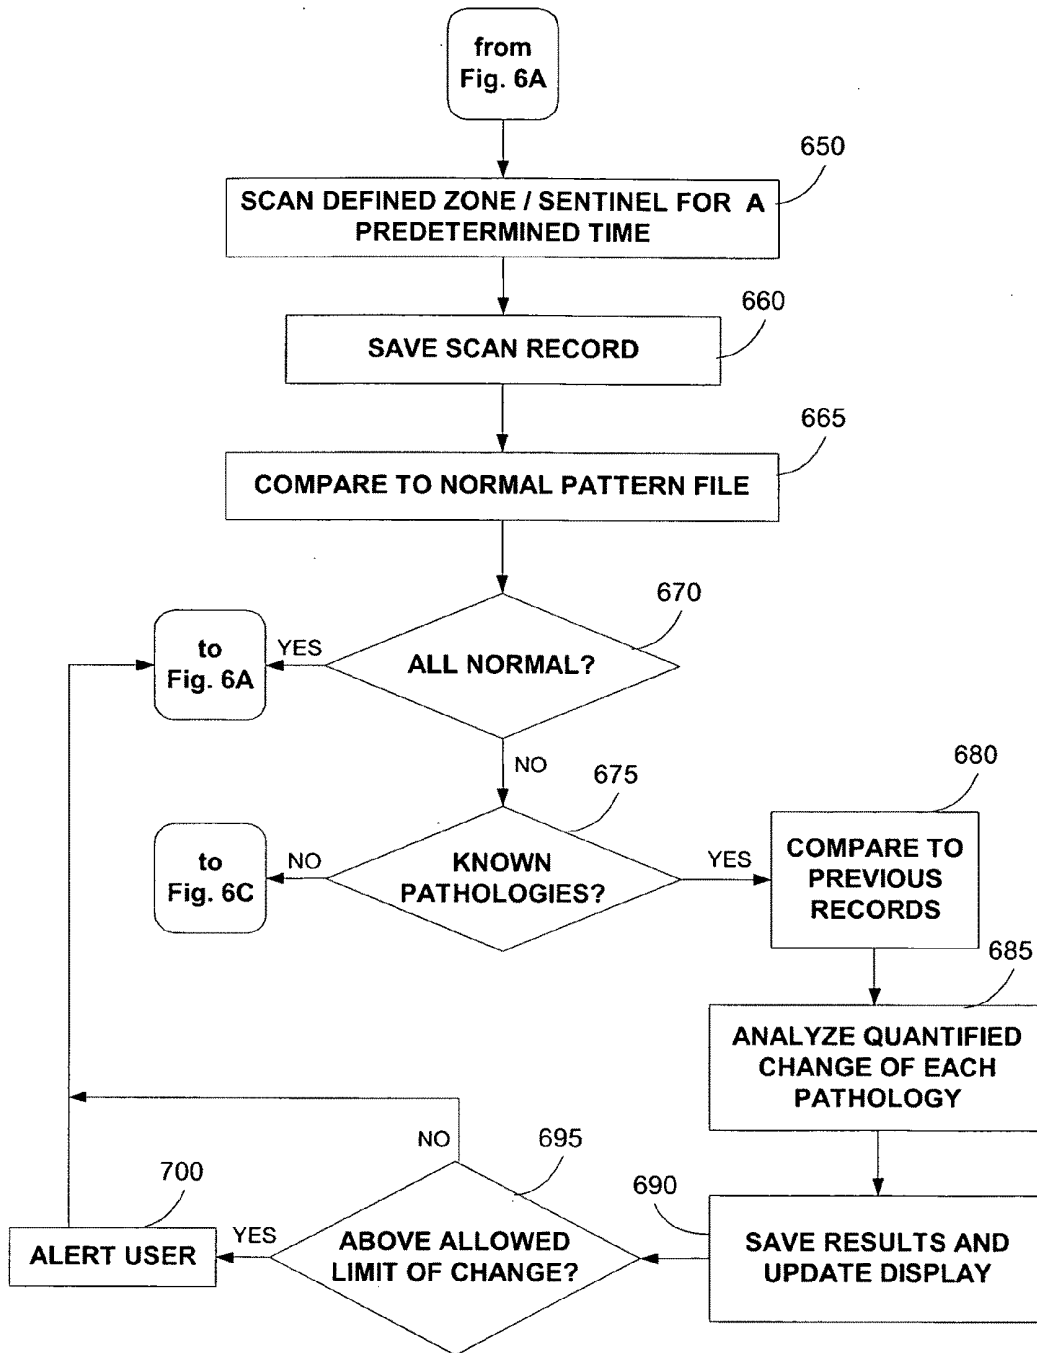 from
Fig. 6A
650
SCAN DEFINED ZONE / SENTINEL FOR A
PREDETERMINED TIME
660
SAVE SCAN RECORD
665
COMPARE TO NORMAL PATTERN FILE
670
to
Fig. 6A
YES
ALL NORMAL?
NO
675
680
to
Fig. 6C
NO
KNOWN
PATHOLOGIES?
YES
COMPARE TO
PREVIOUS
RECORDS
685
ANALYZE QUANTIFIED
CHANGE OF EACH
PATHOLOGY
NO
695
700
690
ALERT USER
YES
ABOVE ALLOWED
LIMIT OF CHANGE?
SAVE RESULTS AND
UPDATE DISPLAY